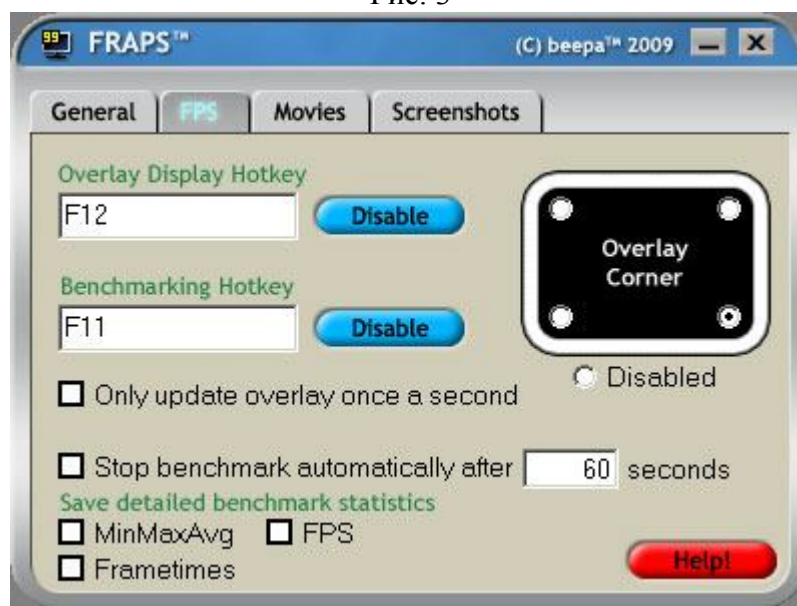 FRAPS™ (C) beepa™ 2009
General FPS Movies Screenshots
Overlay Display Hotkey
F12 Disable
Overlay
Corner
Benchmarking Hotkey
F11 Disable
Disabled
Only update overlay once a second
Stop benchmark automatically after 60 seconds
Save detailed benchmark statistics
MinMaxAvg FPS
Frametimes
Help!